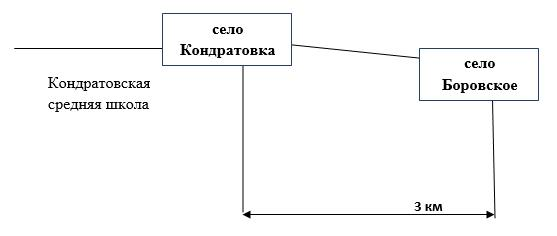 село
Кондратовка
село
Боровское
Кондратовская
средняя школа
3 км